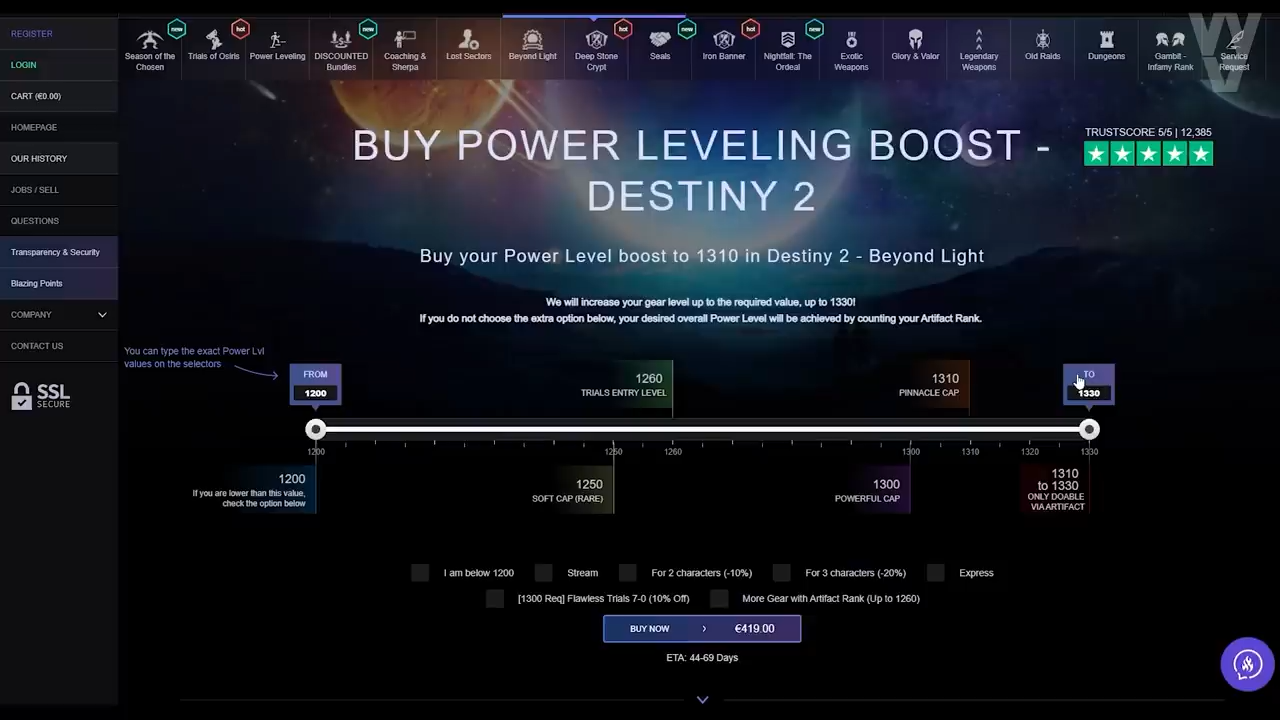 REGISTER
LOGIN
CART (€0.00)
HOMEPAGE
OUR HISTORY
JOBS / SELL
QUESTIONS
Transparency & Security
Blazing Points
COMPANY
CONTACT US
SSL
SECURE
new
hot
new
hot
new
hot
new
Season of the
Chosen
Trials of Osiris
Power Leveling
DISCOUNTED
Bundles
Coaching &
Sherpa
Lost Sectors
Beyond Light
Deep Stone
Crypt
Seals
Iron Banner
Nightfall: The
Ordeal
Exotic
Weapons
Glory & Valor
Legendary
Weapons
Old Raids
Dungeons
Gambit -
Infamy Rank
Service
Request
BUY POWER LEVELING BOOST -
DESTINY 2
TRUSTSCORE 5/5 | 12,385
Buy your Power Level boost to 1310 in Destiny 2 - Beyond Light
We will increase your gear level up to the required value, up to 1330!
If you do not choose the extra option below, your desired overall Power Level will be achieved by counting your Artifact Rank.
You can type the exact Power Lvl
values on the selectors
FROM
1200
1260
TRIALS ENTRY LEVEL
1310
PINNACLE CAP
TO
1330
1200
1250
1260
1300
1310
1320
1330
1200
If you are lower than this value,
check the option below
1250
SOFT CAP (RARE)
1300
POWERFUL CAP
1310
to 1330
ONLY DOABLE
VIA ARTIFACT
I am below 1200
Stream
For 2 characters (-10%)
For 3 characters (-20%)
Express
[1300 Req] Flawless Trials 7-0 (10% Off)
More Gear with Artifact Rank (Up to 1260)
BUY NOW › €419.00
ETA: 44-69 Days